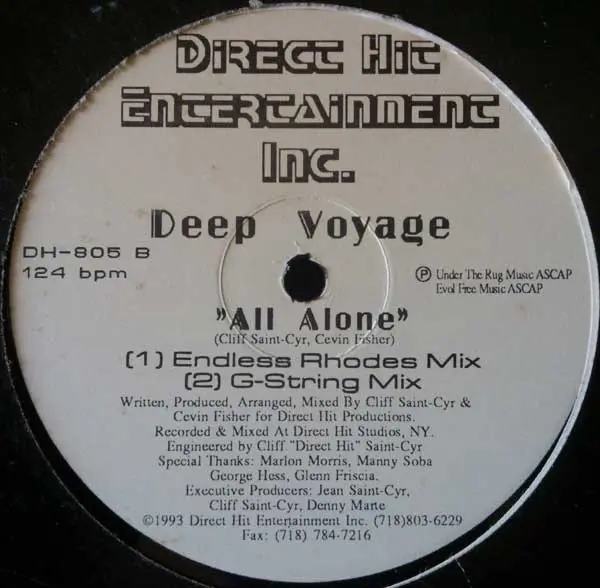 Direct Hit
Entertainment
Inc.
Deep Voyage
DH-805 B
124 bpm
Ⓟ Under The Rug Music ASCAP
Evol Free Music ASCAP
"All Alone"
(Cliff Saint-Cyr, Cevin Fisher)
(1) Endless Rhodes Mix
(2) G-String Mix
Written, Produced, Arranged, Mixed By Cliff Saint-Cyr &
Cevin Fisher for Direct Hit Productions.
Recorded & Mixed At Direct Hit Studios, NY.
Engineered by Cliff "Direct Hit" Saint-Cyr
Special Thanks: Marlon Morris, Manny Soba
George Hess, Glenn Friscia.
Executive Producers: Jean Saint-Cyr,
Cliff Saint-Cyr, Denny Marte
©1993 Direct Hit Entertainment Inc. (718)803-6229
Fax: (718) 784-7216